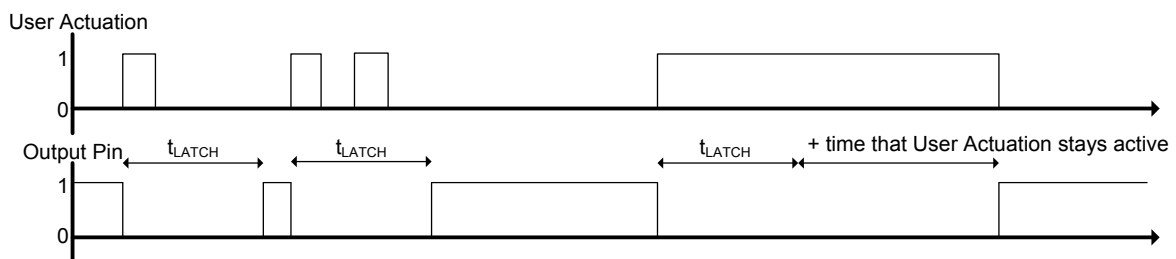 User Actuation
1
0
Output Pin
tLATCH
tLATCH
tLATCH
+ time that User Actuation stays active
1
0